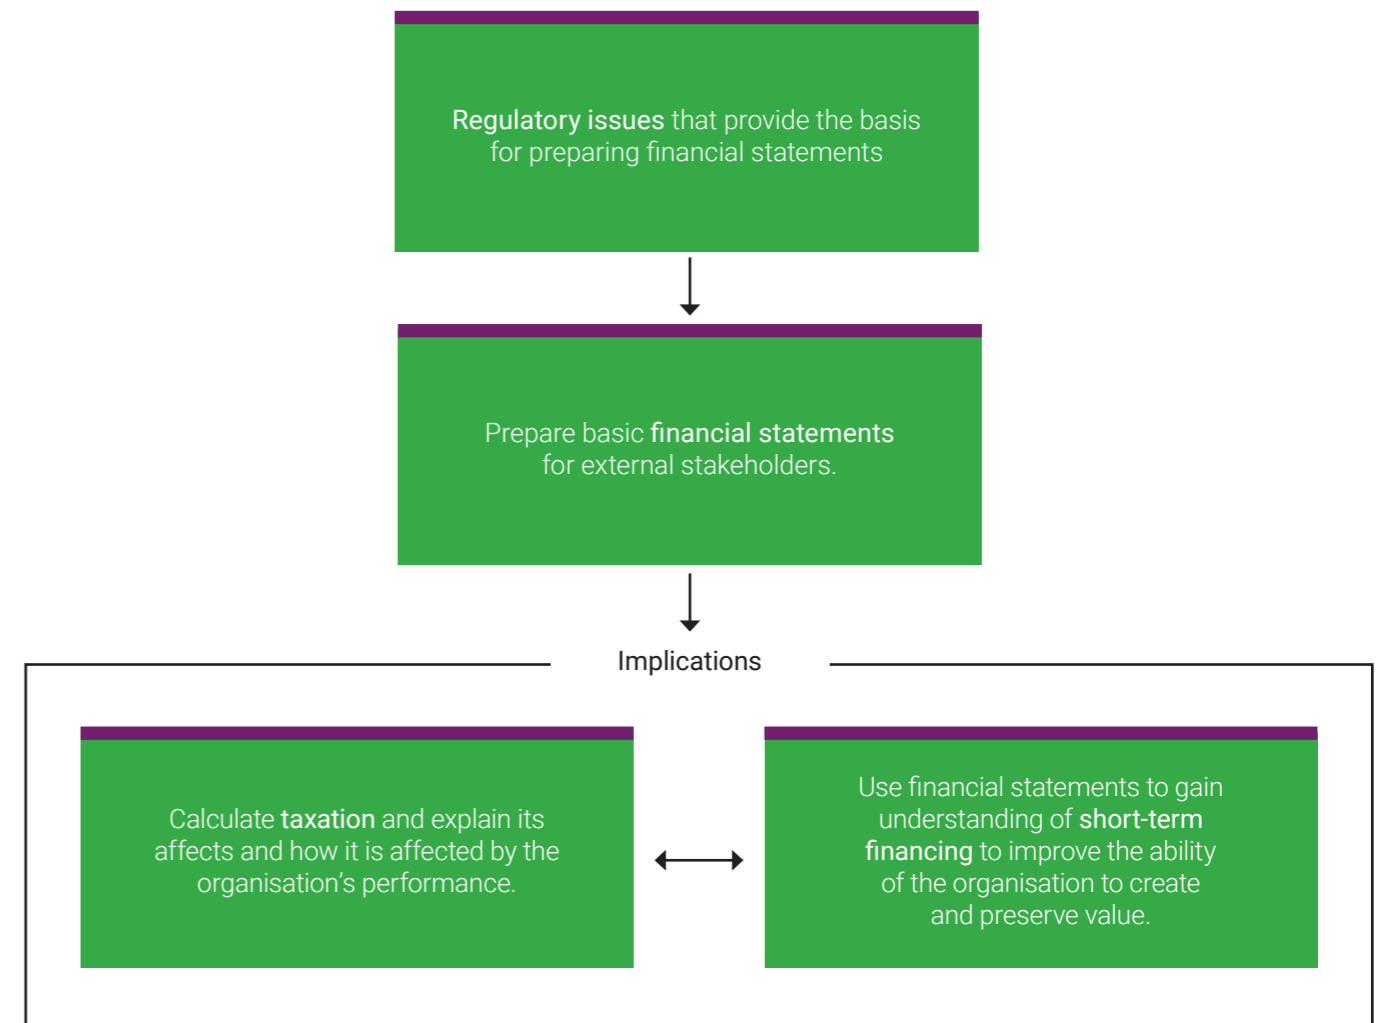 Regulatory issues that provide the basis
for preparing financial statements
Prepare basic financial statements
for external stakeholders.
Implications
Calculate taxation and explain its
affects and how it is affected by the
organisation's performance.
Use financial statements to gain
understanding of short-term
financing to improve the ability
of the organisation to create
and preserve value.